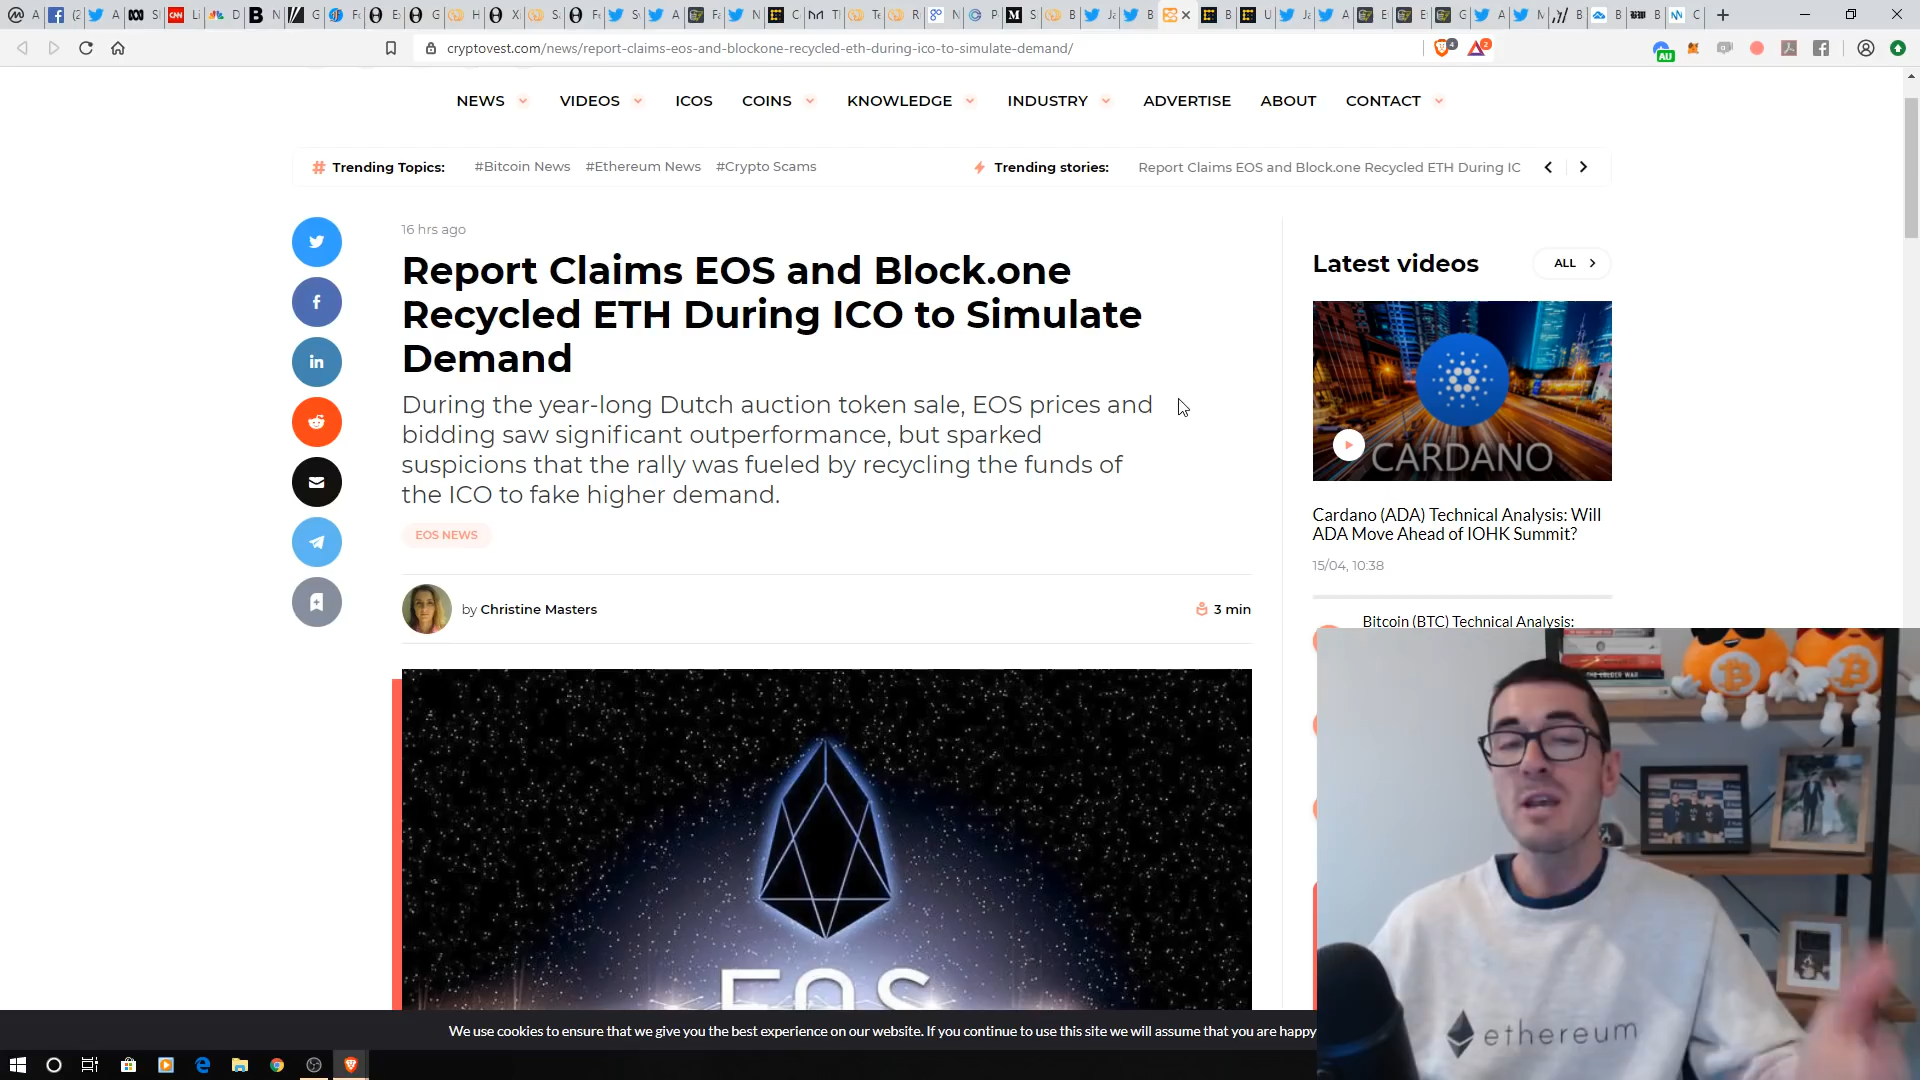 cryptovest.com/news/report-claims-eos-and-blockone-recycled-eth-during-ico-to-simulate-demand/
4
2
AU
NEWS VIDEOS ICOS COINS KNOWLEDGE INDUSTRY ADVERTISE ABOUT CONTACT
# Trending Topics: #Bitcoin News #Ethereum News #Crypto Scams
Trending stories: Report Claims EOS and Block.one Recycled ETH During IC
16 hrs ago
Report Claims EOS and Block.one
Recycled ETH During ICO to Simulate
Demand
During the year-long Dutch auction token sale, EOS prices and
bidding saw significant outperformance, but sparked
suspicions that the rally was fueled by recycling the funds of
the ICO to fake higher demand.
EOS NEWS
by Christine Masters
3 min
EOS
Latest videos
ALL
CARDANO
Cardano (ADA) Technical Analysis: Will
ADA Move Ahead of IOHK Summit?
15/04, 10:38
Bitcoin (BTC) Technical Analysis:
THE COLDER WAR
ethereum
We use cookies to ensure that we give you the best experience on our website. If you continue to use this site we will assume that you are happy